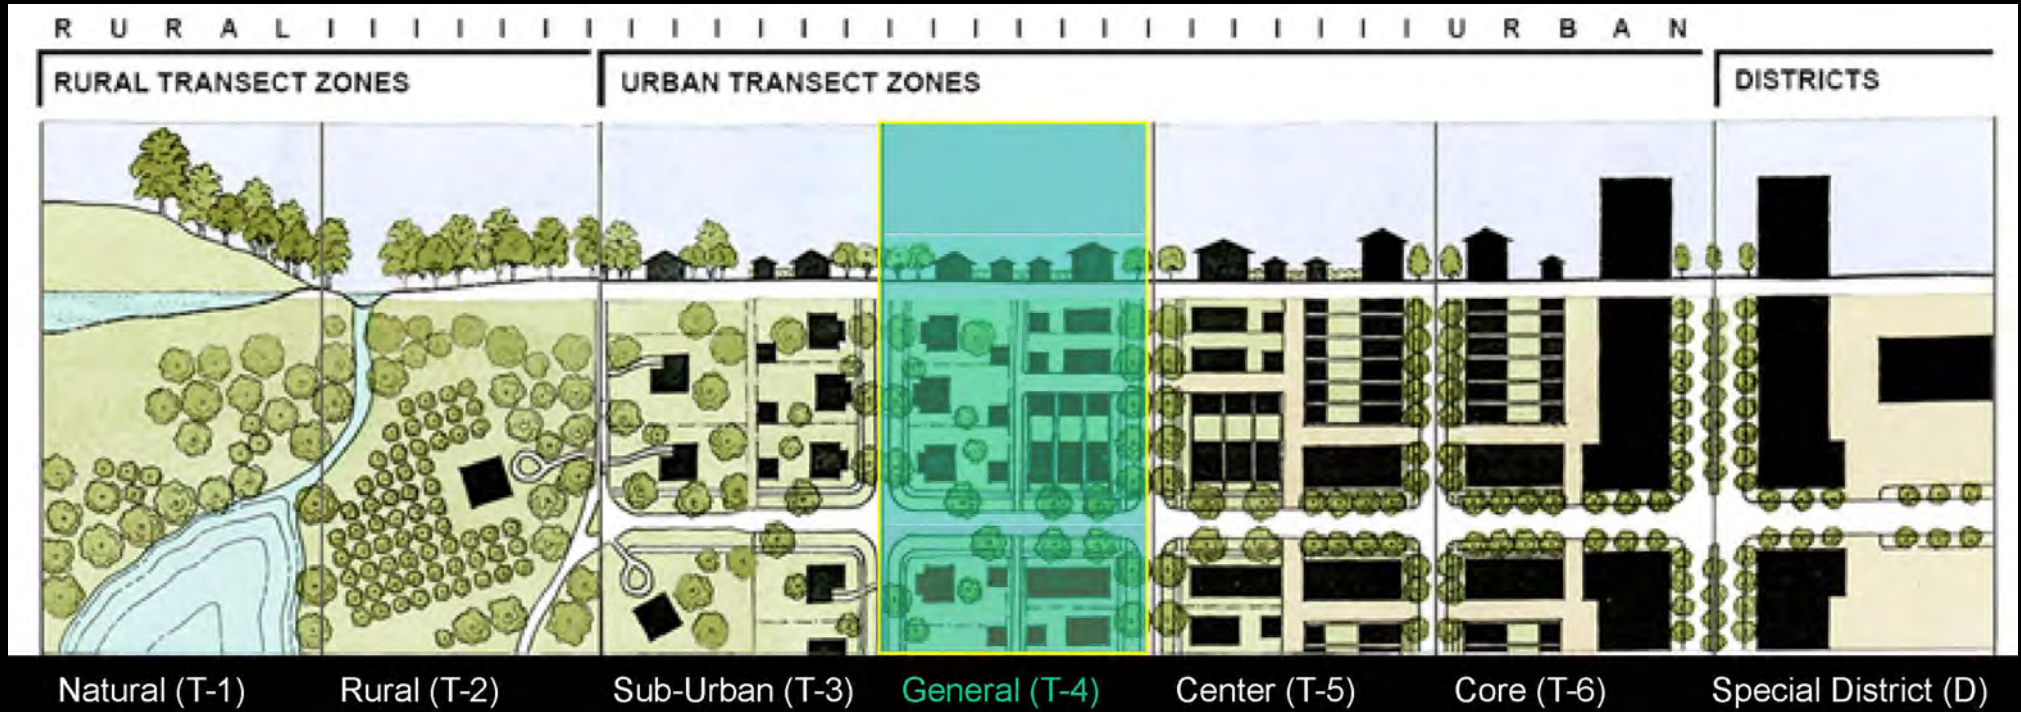 R U R A L I I I I I I I I I I I I I I I I I I I I I I I I I I U R B A N
RURAL TRANSECT ZONES
URBAN TRANSECT ZONES
DISTRICTS
Natural (T-1)
Rural (T-2)
Sub-Urban (T-3)
General (T-4)
Center (T-5)
Core (T-6)
Special District (D)